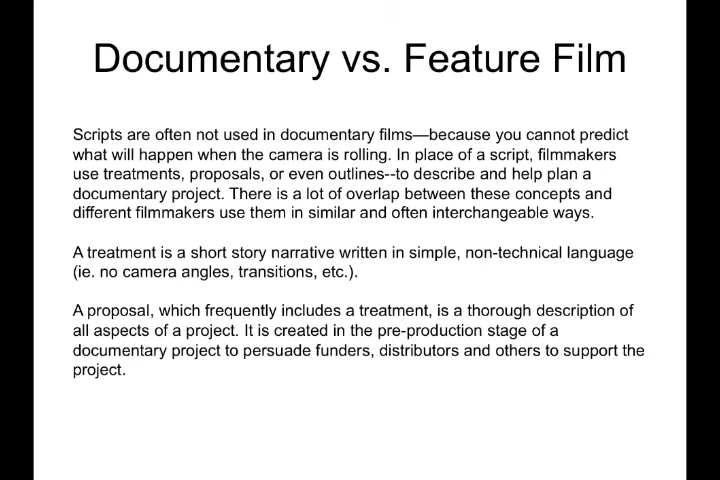 Documentary vs. Feature Film
Scripts are often not used in documentary films—because you cannot predict
what will happen when the camera is rolling. In place of a script, filmmakers
use treatments, proposals, or even outlines--to describe and help plan a
documentary project. There is a lot of overlap between these concepts and
different filmmakers use them in similar and often interchangeable ways.
A treatment is a short story narrative written in simple, non-technical language
(ie. no camera angles, transitions, etc.).
A proposal, which frequently includes a treatment, is a thorough description of
all aspects of a project. It is created in the pre-production stage of a
documentary project to persuade funders, distributors and others to support the
project.